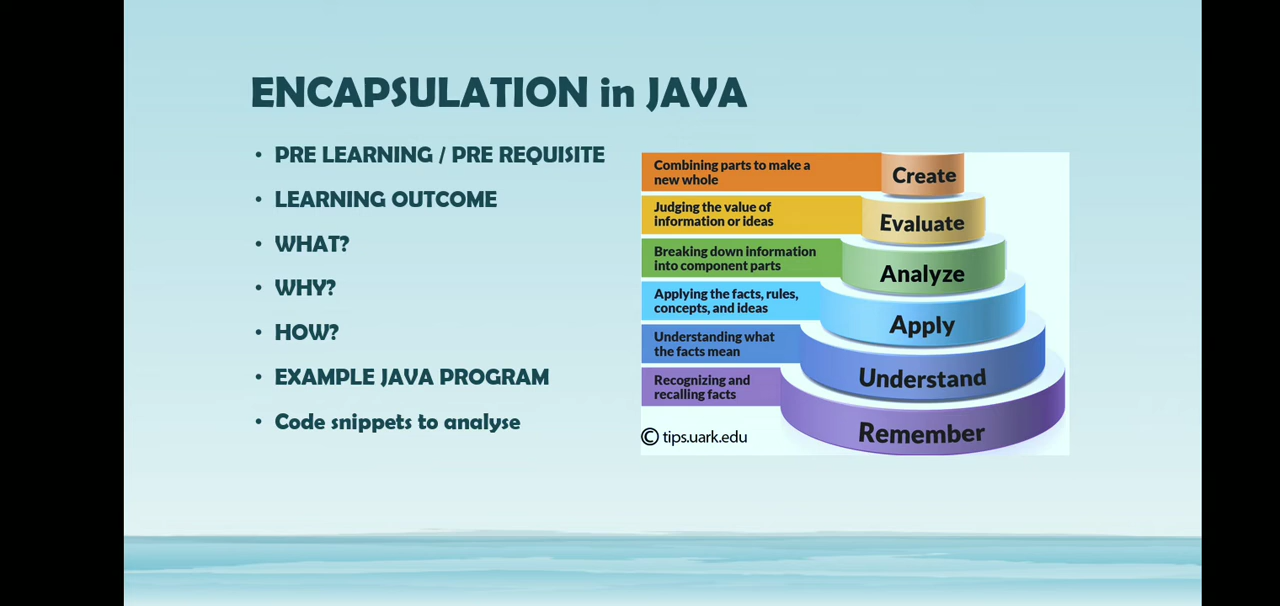 ENCAPSULATION in JAVA
• PRE LEARNING / PRE REQUISITE
• LEARNING OUTCOME
• WHAT?
• WHY?
• HOW?
• EXAMPLE JAVA PROGRAM
• Code snippets to analyse
Combining parts to make a
new whole
Create
Judging the value of
information or ideas
Evaluate
Breaking down information
into component parts
Analyze
Applying the facts, rules,
concepts, and ideas
Apply
Understanding what
the facts mean
Understand
Recognizing and
recalling facts
Remember
© tips.uark.edu